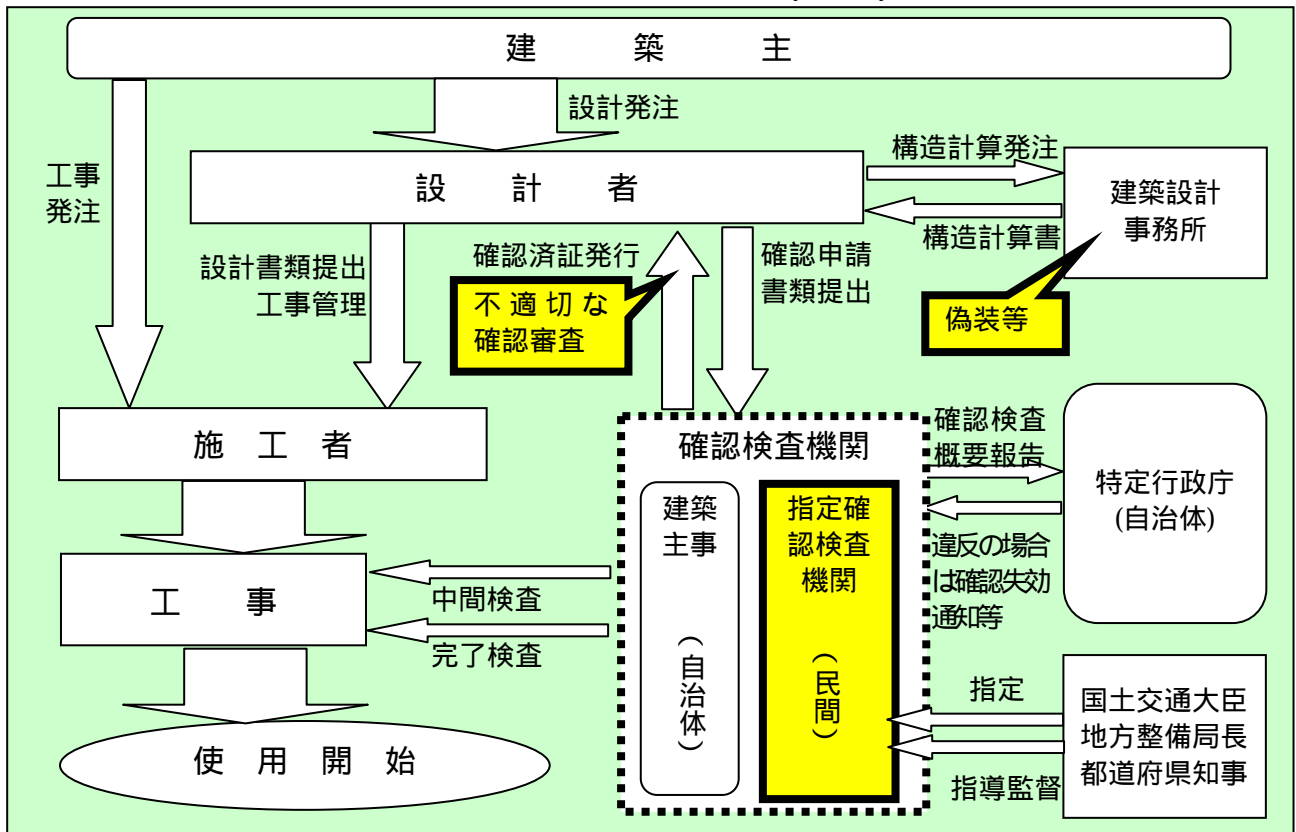 建築主
設計発注
工事
発注
設計者
構造計算発注
構造計算書
建築設計
事務所
偽装等
設計書類提出
工事管理
確認済証発行
不適切な
確認審査
確認申請
書類提出
施工者
確認検査機関
建築
主事
(自治体)
指定確
認検査
機関
(民間)
確認検査
概要報告
違反の場合
は確認失効
通知等
特定行政庁
(自治体)
工事
中間検査
完了検査
使用開始
指定
指導監督
国土交通大臣
地方整備局長
都道府県知事